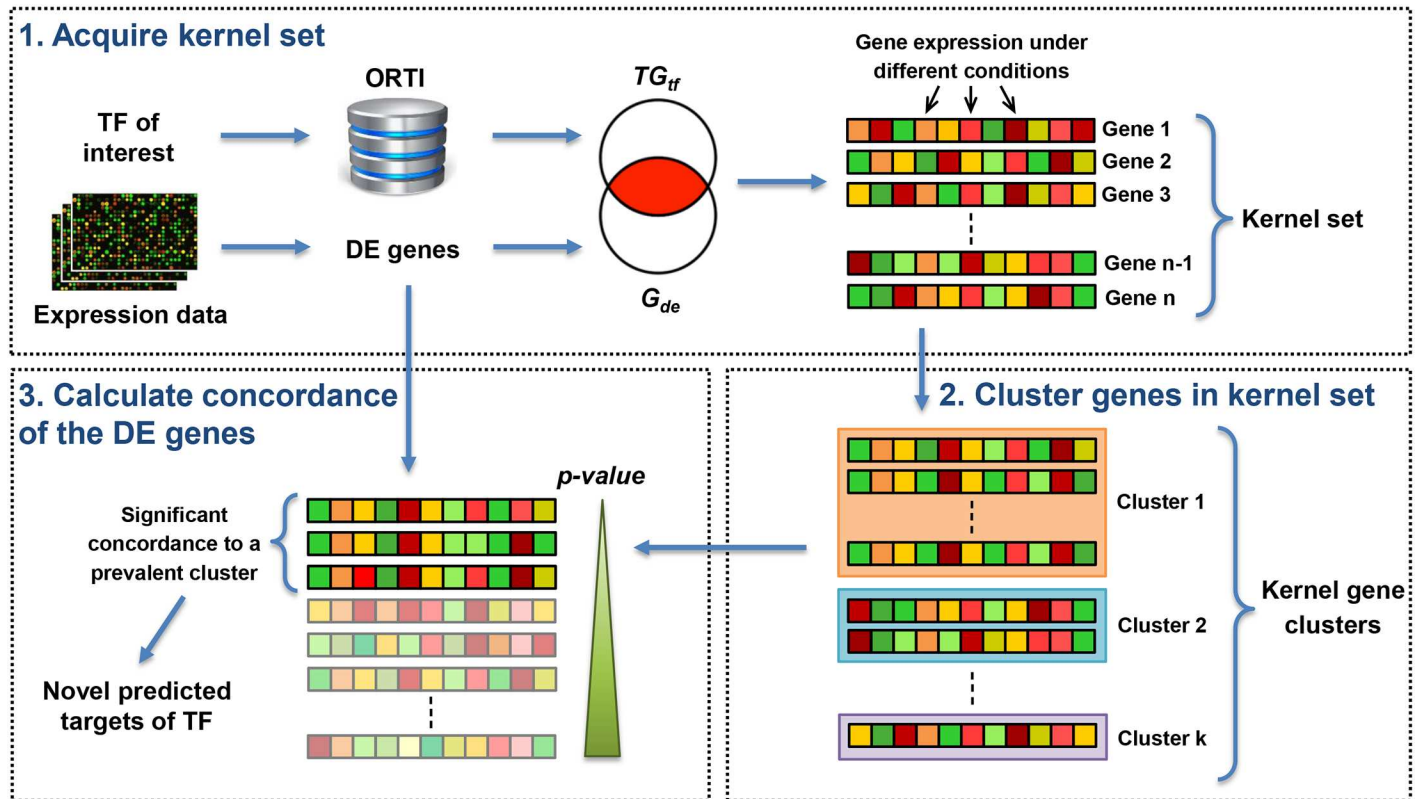 1. Acquire kernel set
TF of
interest
Expression data
ORTI
DE genes
TGtf
Gde
Gene expression under
different conditions
Gene 1
Gene 2
Gene 3
Gene n-1
Gene n
Kernel set
2. Cluster genes in kernel set
Cluster 1
Cluster 2
Cluster k
Kernel gene
clusters
3. Calculate concordance
of the DE genes
p-value
Significant
concordance to a
prevalent cluster
Novel predicted
targets of TF